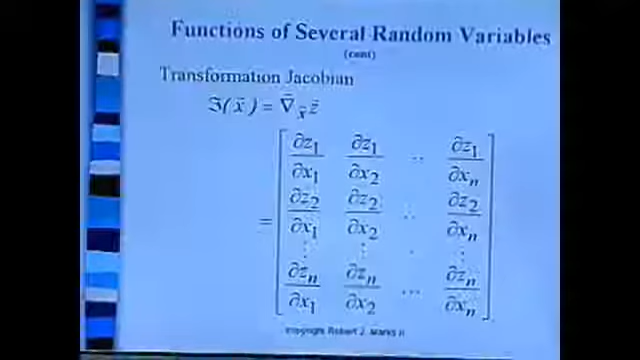 Functions of Several Random Variables
(cont)
Transformation Jacobian
ℑ(x̄) = ∇̄_x̄ z̄
= [ ∂z₁/∂x₁ ∂z₁/∂x₂ ·· ∂z₁/∂xₙ
∂z₂/∂x₁ ∂z₂/∂x₂ ·· ∂z₂/∂xₙ
⋮ ⋮ · ⋮
∂zₙ/∂x₁ ∂zₙ/∂x₂ ... ∂zₙ/∂xₙ ]
Copyright Robert J. Marks II